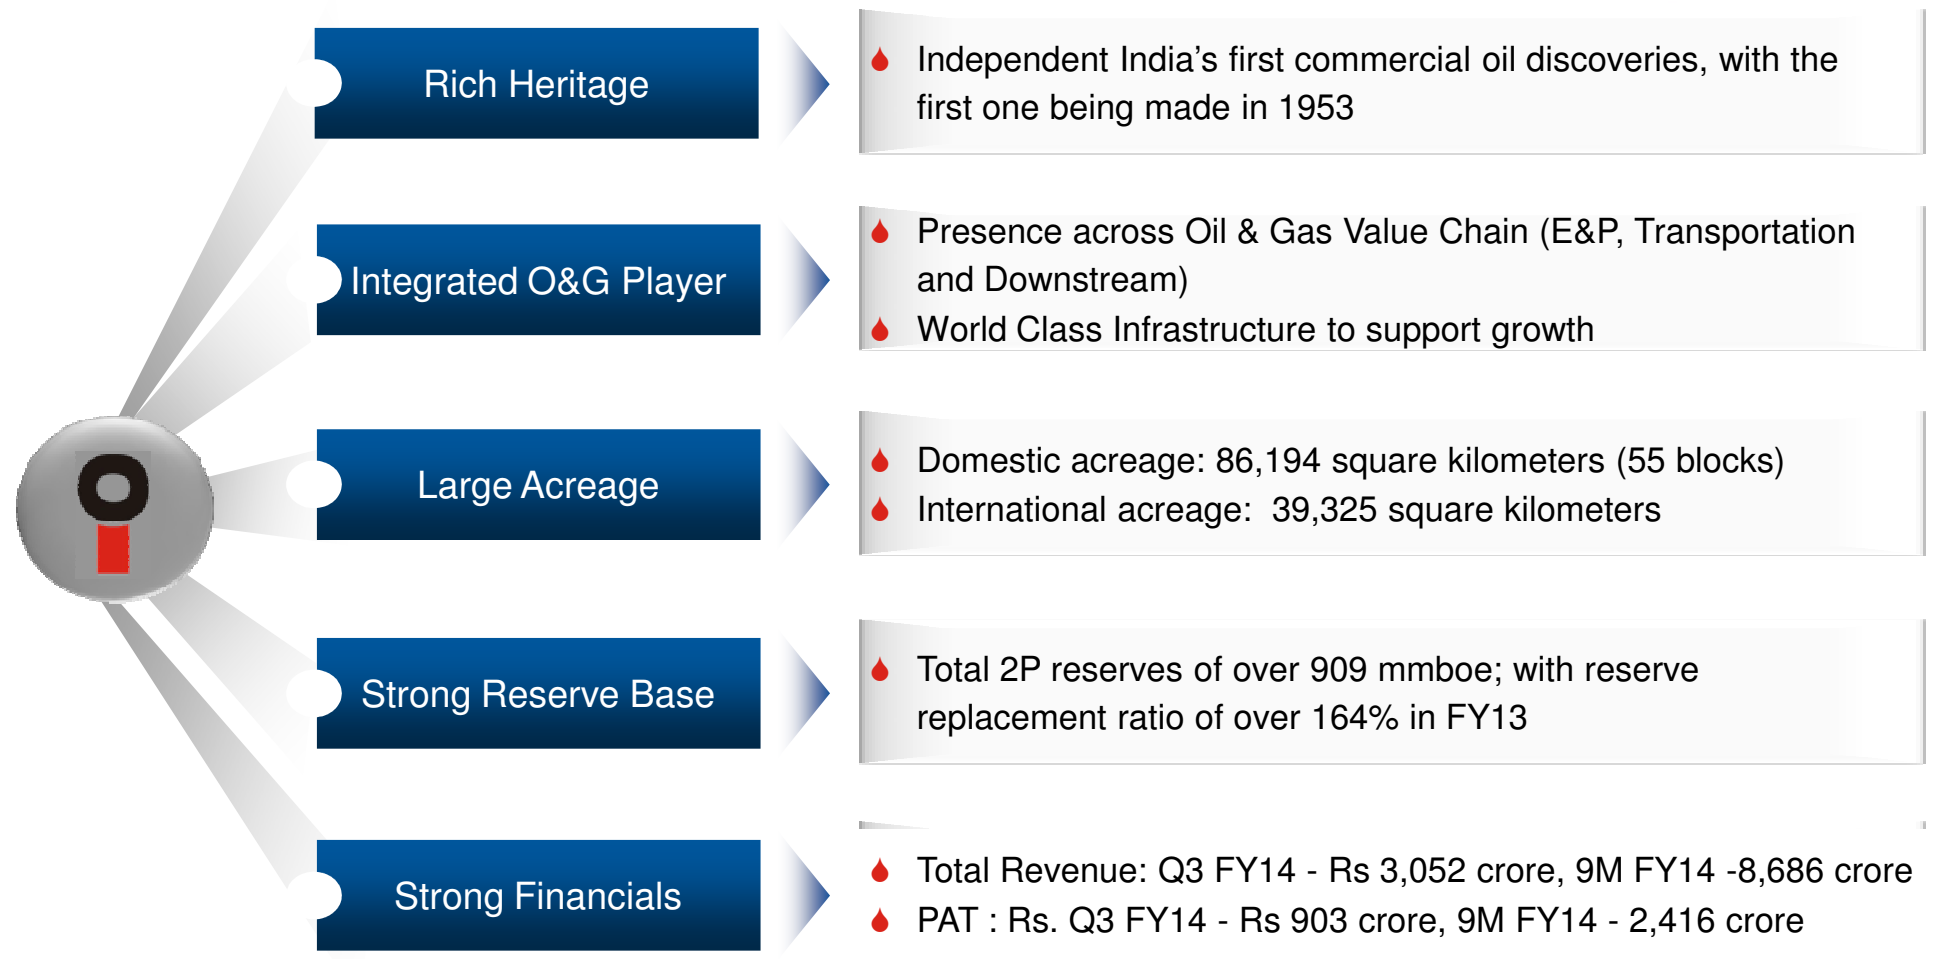 Rich Heritage
Independent India's first commercial oil discoveries, with the
first one being made in 1953
Integrated O&G Player
Presence across Oil & Gas Value Chain (E&P, Transportation
and Downstream)
World Class Infrastructure to support growth
Large Acreage
Domestic acreage: 86,194 square kilometers (55 blocks)
International acreage:  39,325 square kilometers
Strong Reserve Base
Total 2P reserves of over 909 mmboe; with reserve
replacement ratio of over 164% in FY13
Strong Financials
Total Revenue: Q3 FY14 - Rs 3,052 crore, 9M FY14 -8,686 crore
PAT : Rs. Q3 FY14 - Rs 903 crore, 9M FY14 - 2,416 crore